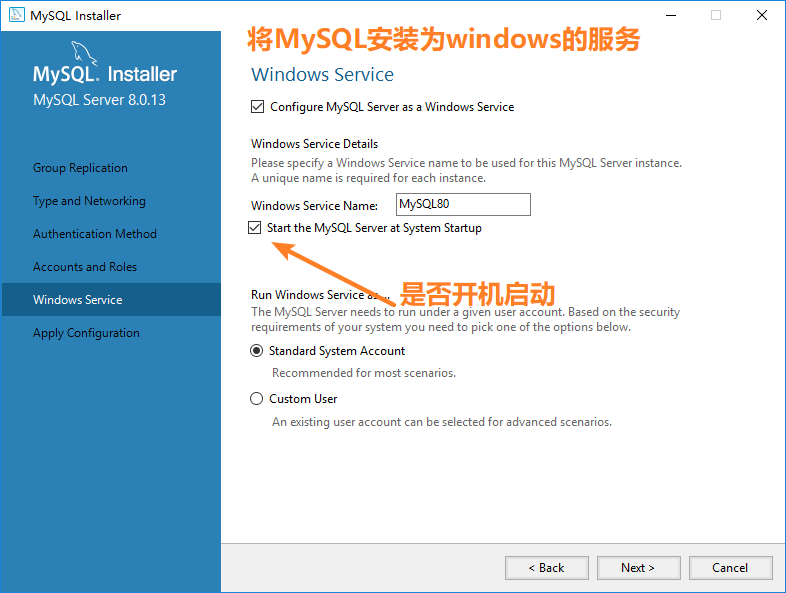 MySQL Installer
MySQL. Installer
MySQL Server 8.0.13
Group Replication
Type and Networking
Authentication Method
Accounts and Roles
Windows Service
Apply Configuration
将MySQL安装为windows的服务
Windows Service
Configure MySQL Server as a Windows Service
Windows Service Details
Please specify a Windows Service name to be used for this MySQL Server instance.
A unique name is required for each instance.
Windows Service Name: MySQL80
Start the MySQL Server at System Startup
是否开机启动
Run Windows Service as...
The MySQL Server needs to run under a given user account. Based on the security
requirements of your system you need to pick one of the options below.
Standard System Account
Recommended for most scenarios.
Custom User
An existing user account can be selected for advanced scenarios.
< Back
Next >
Cancel